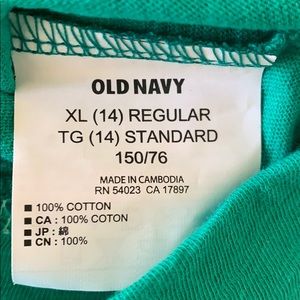 OLD NAVY
XL (14) REGULAR
TG (14) STANDARD
150/76
MADE IN CAMBODIA
RN 54023 CA 17897
■ 100% COTTON
■ CA : 100% COTON
■ JP : 綿
■ CN : 100%